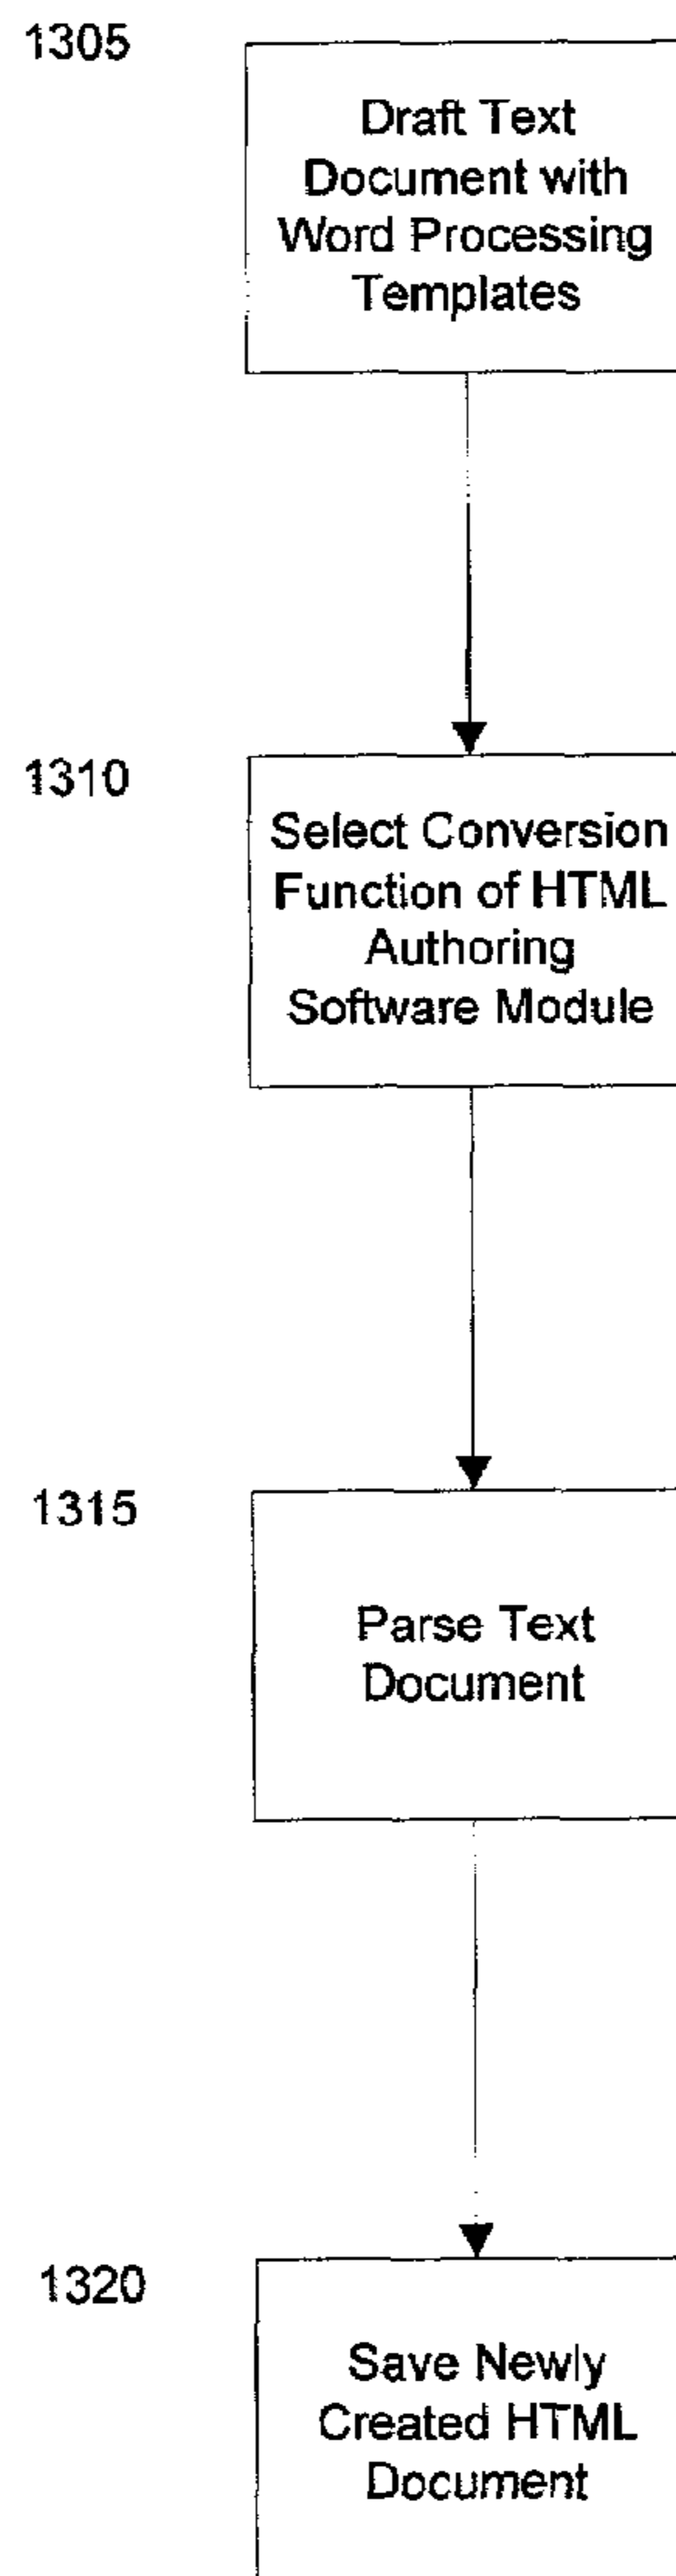 1305
Draft Text
Document with
Word Processing
Templates
1310
Select Conversion
Function of HTML
Authoring
Software Module
1315
Parse Text
Document
1320
Save Newly
Created HTML
Document